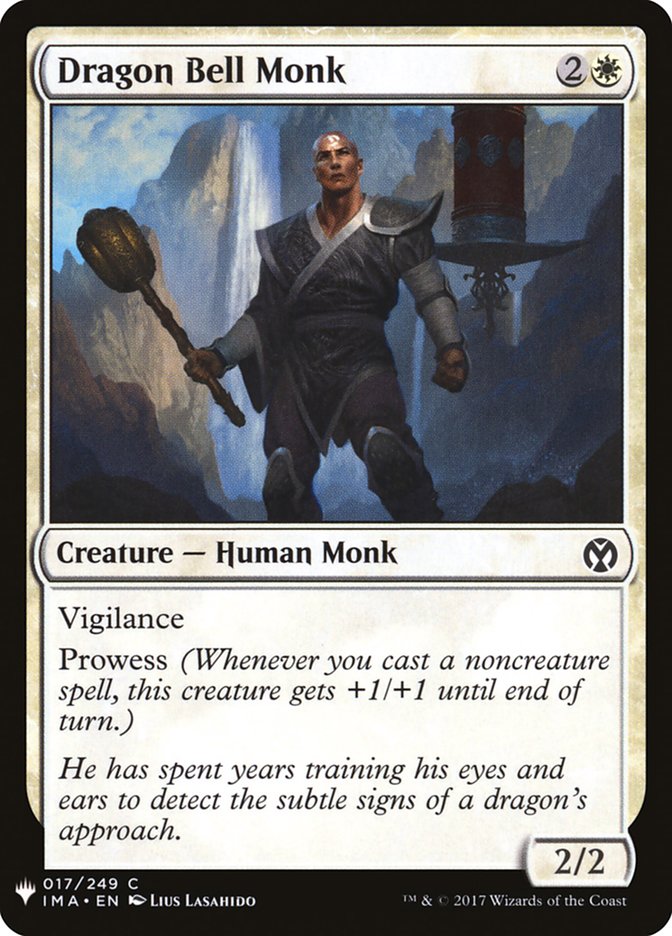 Dragon Bell Monk
2
Creature — Human Monk
Vigilance
Prowess (Whenever you cast a noncreature
spell, this creature gets +1/+1 until end of
turn.)
He has spent years training his eyes and
ears to detect the subtle signs of a dragon's
approach.
2/2
017/249 C
IMA • EN Lius Lasahido
™ & © 2017 Wizards of the Coast